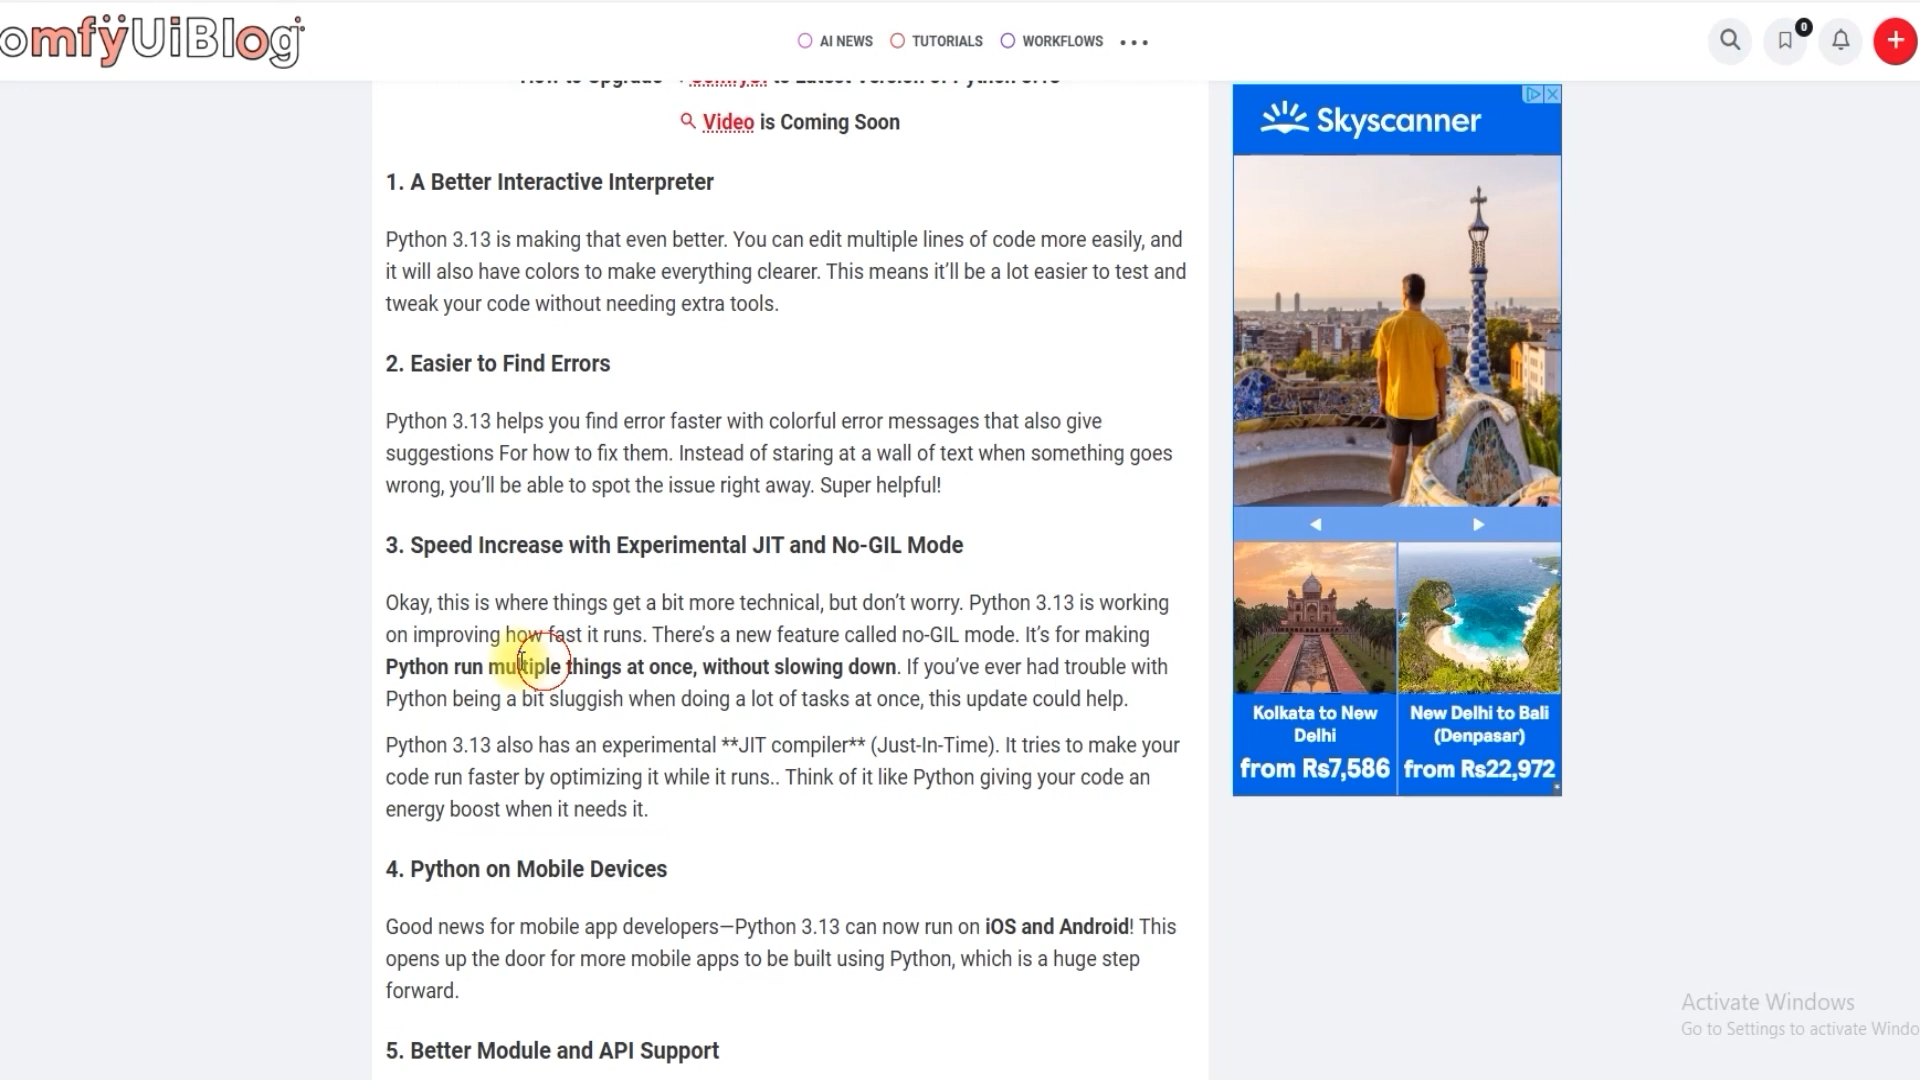 omfÿUiBlog
AI NEWS
TUTORIALS
WORKFLOWS
0
Video is Coming Soon
1. A Better Interactive Interpreter
Python 3.13 is making that even better. You can edit multiple lines of code more easily, and
it will also have colors to make everything clearer. This means it’ll be a lot easier to test and
tweak your code without needing extra tools.
2. Easier to Find Errors
Python 3.13 helps you find error faster with colorful error messages that also give
suggestions For how to fix them. Instead of staring at a wall of text when something goes
wrong, you’ll be able to spot the issue right away. Super helpful!
3. Speed Increase with Experimental JIT and No-GIL Mode
Okay, this is where things get a bit more technical, but don’t worry. Python 3.13 is working
on improving how fast it runs. There’s a new feature called no-GIL mode. It’s for making
Python run multiple things at once, without slowing down. If you’ve ever had trouble with
Python being a bit sluggish when doing a lot of tasks at once, this update could help.
Python 3.13 also has an experimental **JIT compiler** (Just-In-Time). It tries to make your
code run faster by optimizing it while it runs.. Think of it like Python giving your code an
energy boost when it needs it.
4. Python on Mobile Devices
Good news for mobile app developers—Python 3.13 can now run on iOS and Android! This
opens up the door for more mobile apps to be built using Python, which is a huge step
forward.
5. Better Module and API Support
Skyscanner
Kolkata to New
Delhi
from Rs7,586
New Delhi to Bali
(Denpasar)
from Rs22,972
Activate Windows
Go to Settings to activate Windo